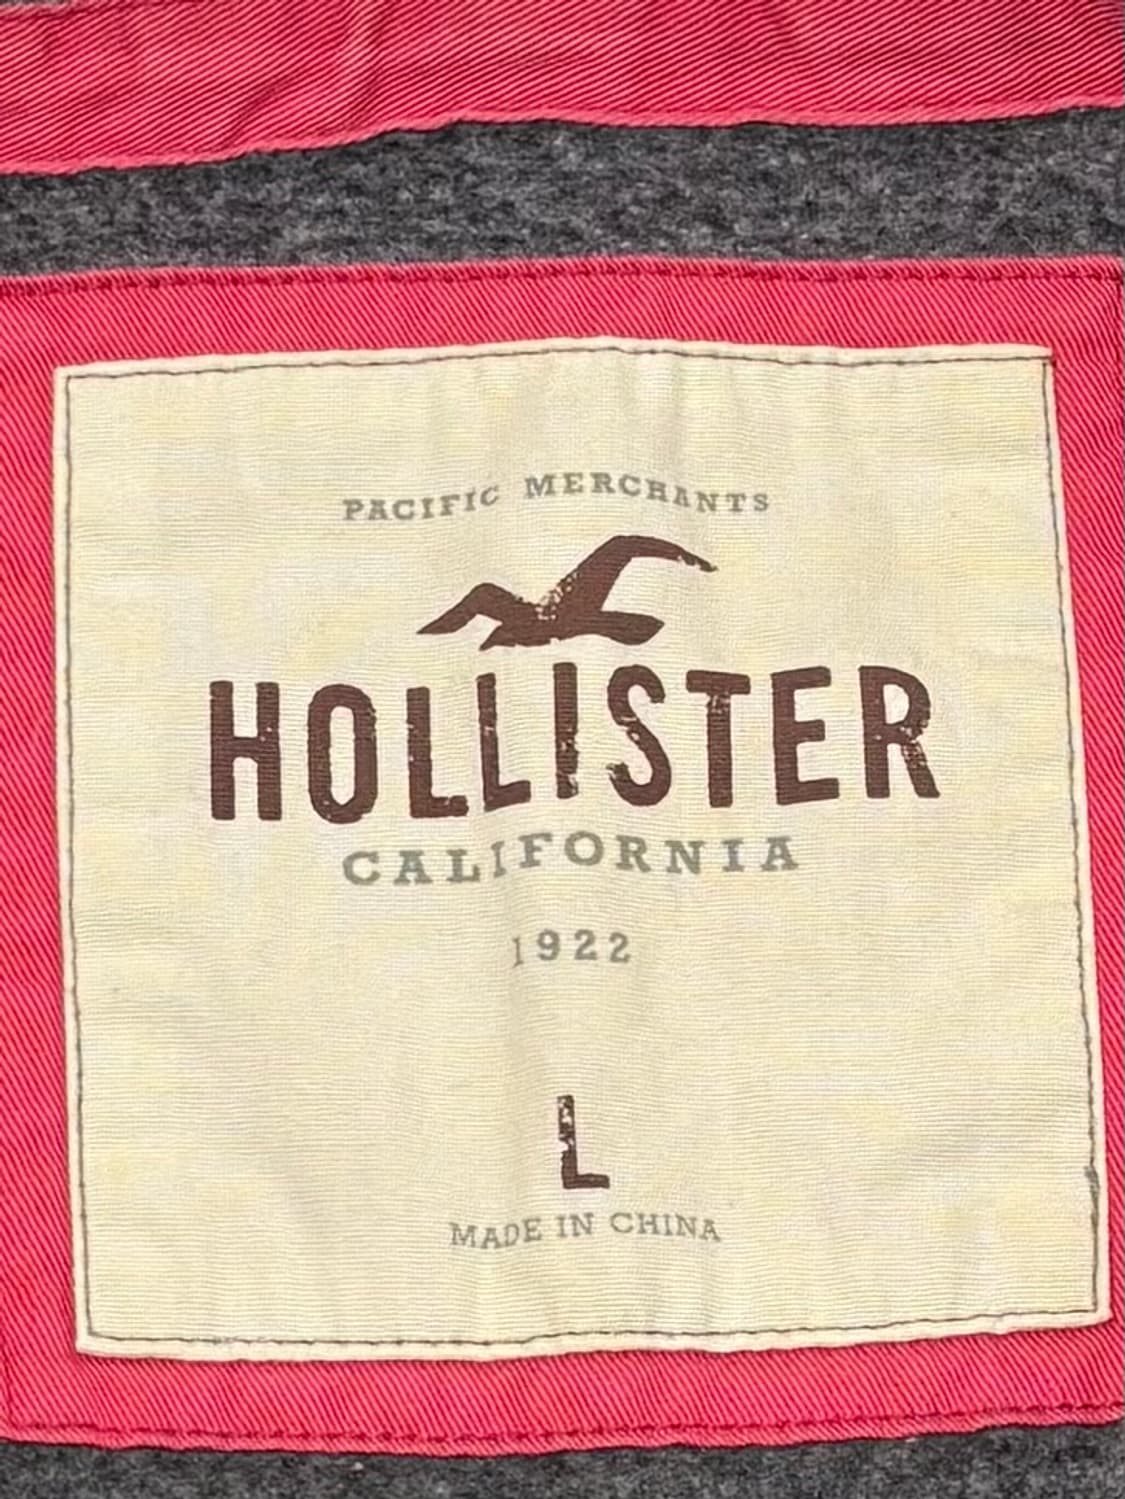 PACIFIC MERCHANTS
HOLLISTER
CALIFORNIA
1922
L
MADE IN CHINA